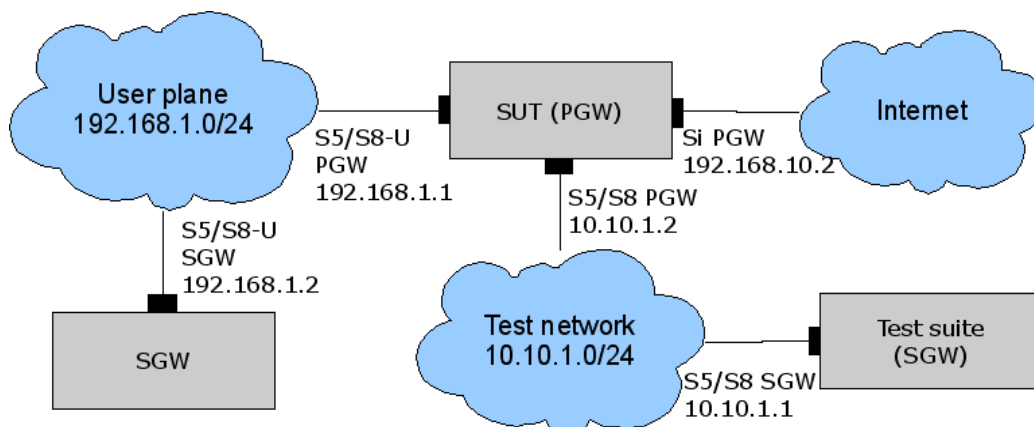 User plane
192.168.1.0/24
S5/S8-U
PGW
192.168.1.1
SUT (PGW)
Si PGW
192.168.10.2
Internet
S5/S8 PGW
10.10.1.2
S5/S8-U
SGW
192.168.1.2
SGW
Test network
10.10.1.0/24
S5/S8 SGW
10.10.1.1
Test suite
(SGW)